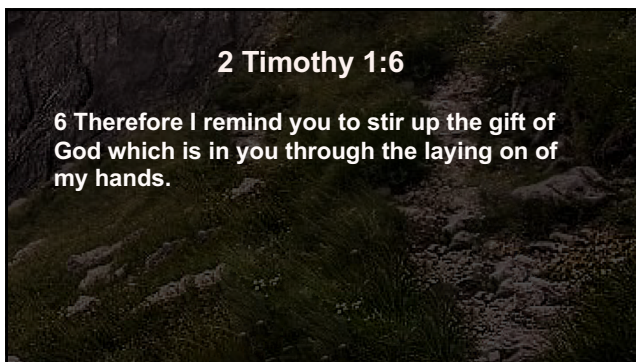 2 Timothy 1:6
6 Therefore I remind you to stir up the gift of
God which is in you through the laying on of
my hands.